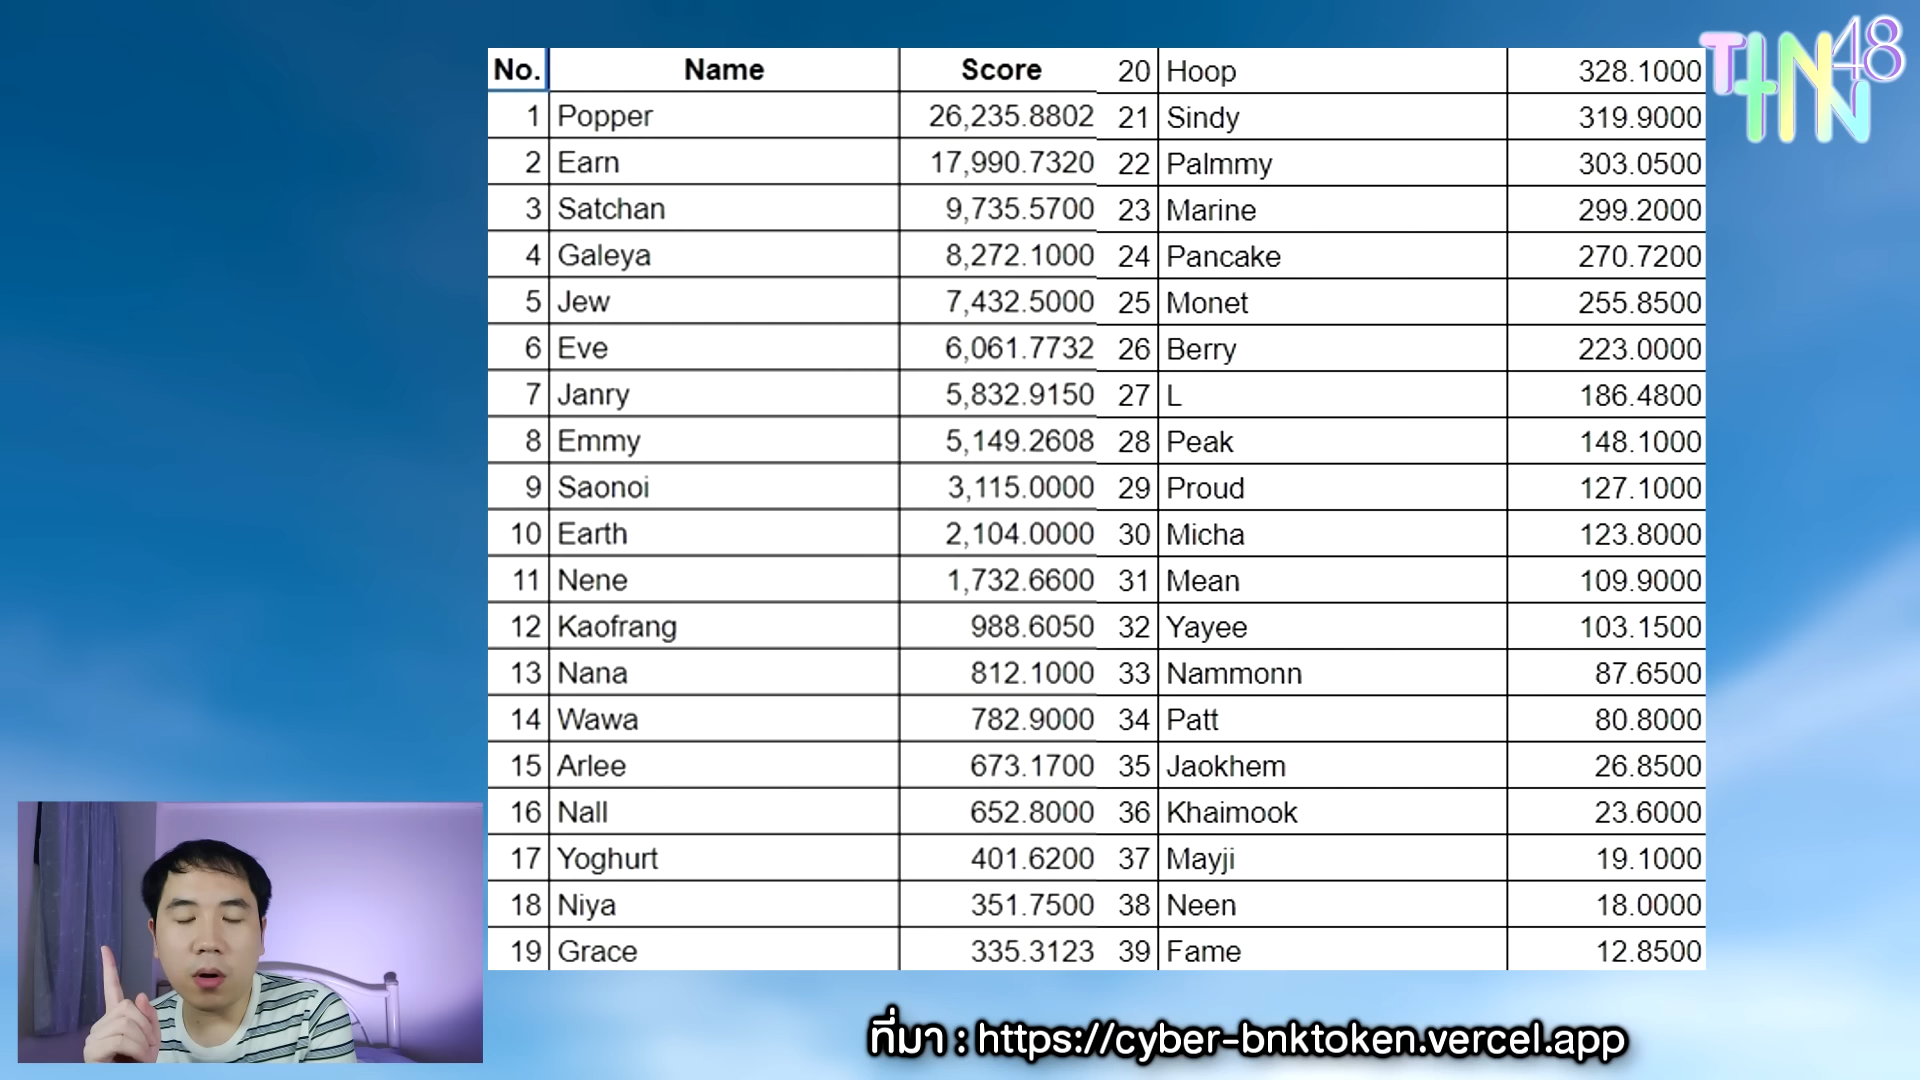 THIN
TIN48
No. Name Score
1 Popper 26,235.8802
2 Earn 17,990.7320
3 Satchan 9,735.5700
4 Galeya 8,272.1000
5 Jew 7,432.5000
6 Eve 6,061.7732
7 Janry 5,832.9150
8 Emmy 5,149.2608
9 Saonoi 3,115.0000
10 Earth 2,104.0000
11 Nene 1,732.6600
12 Kaofrang 988.6050
13 Nana 812.1000
14 Wawa 782.9000
15 Arlee 673.1700
16 Nall 652.8000
17 Yoghurt 401.6200
18 Niya 351.7500
19 Grace 335.3123
20 Hoop 328.1000
21 Sindy 319.9000
22 Palmmy 303.0500
23 Marine 299.2000
24 Pancake 270.7200
25 Monet 255.8500
26 Berry 223.0000
27 L 186.4800
28 Peak 148.1000
29 Proud 127.1000
30 Micha 123.8000
31 Mean 109.9000
32 Yayee 103.1500
33 Nammonn 87.6500
34 Patt 80.8000
35 Jaokhem 26.8500
36 Khaimook 23.6000
37 Mayji 19.1000
38 Neen 18.0000
39 Fame 12.8500
ที่มา : https://cyber-bnktoken.vercel.app